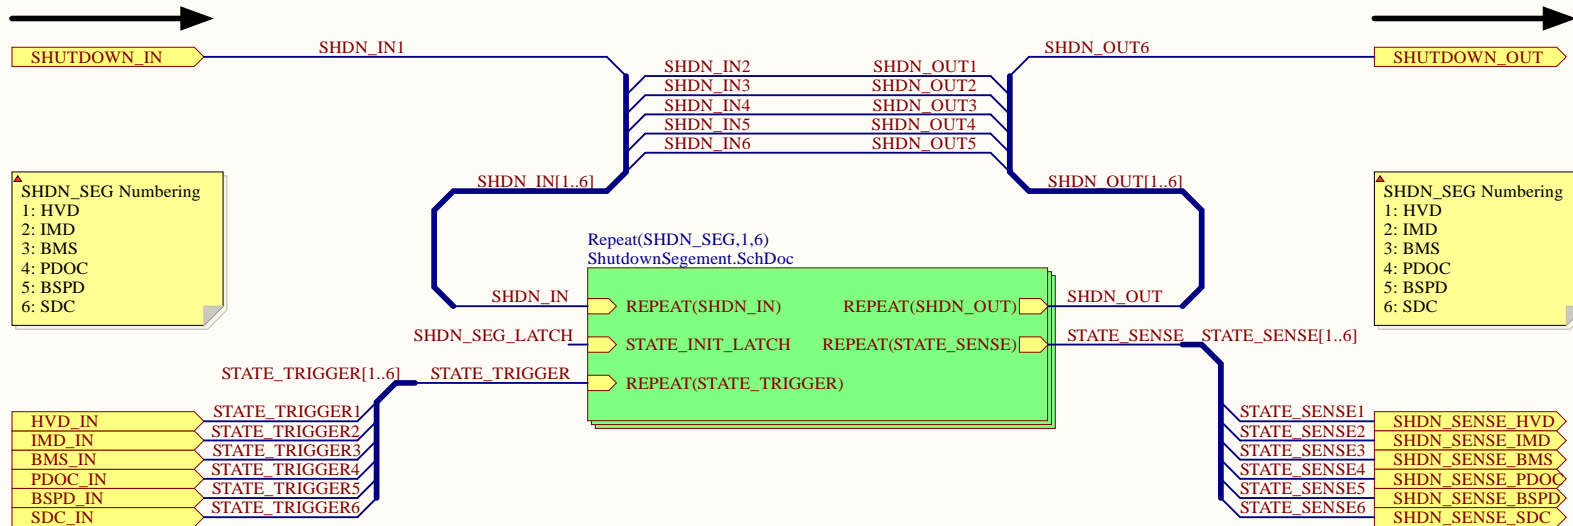 SHUTDOWN_IN
SHDN_IN1
SHDN_OUT6
SHUTDOWN_OUT
SHDN_IN2 SHDN_OUT1
SHDN_IN3 SHDN_OUT2
SHDN_IN4 SHDN_OUT3
SHDN_IN5 SHDN_OUT4
SHDN_IN6 SHDN_OUT5
SHDN_IN[1..6]
SHDN_OUT[1..6]
SHDN_SEG Numbering
1: HVD
2: IMD
3: BMS
4: PDOC
5: BSPD
6: SDC
SHDN_SEG Numbering
1: HVD
2: IMD
3: BMS
4: PDOC
5: BSPD
6: SDC
Repeat(SHDN_SEG,1,6)
ShutdownSegement.SchDoc
SHDN_IN
REPEAT(SHDN_IN)
REPEAT(SHDN_OUT)
SHDN_OUT
SHDN_SEG_LATCH
STATE_INIT_LATCH
REPEAT(STATE_SENSE)
STATE_SENSE
STATE_SENSE[1..6]
STATE_TRIGGER[1..6]
STATE_TRIGGER
REPEAT(STATE_TRIGGER)
HVD_IN STATE_TRIGGER1
IMD_IN STATE_TRIGGER2
BMS_IN STATE_TRIGGER3
PDOC_IN STATE_TRIGGER4
BSPD_IN STATE_TRIGGER5
SDC_IN STATE_TRIGGER6
STATE_SENSE1 SHDN_SENSE_HVD
STATE_SENSE2 SHDN_SENSE_IMD
STATE_SENSE3 SHDN_SENSE_BMS
STATE_SENSE4 SHDN_SENSE_PDOC
STATE_SENSE5 SHDN_SENSE_BSPD
STATE_SENSE6 SHDN_SENSE_SDC